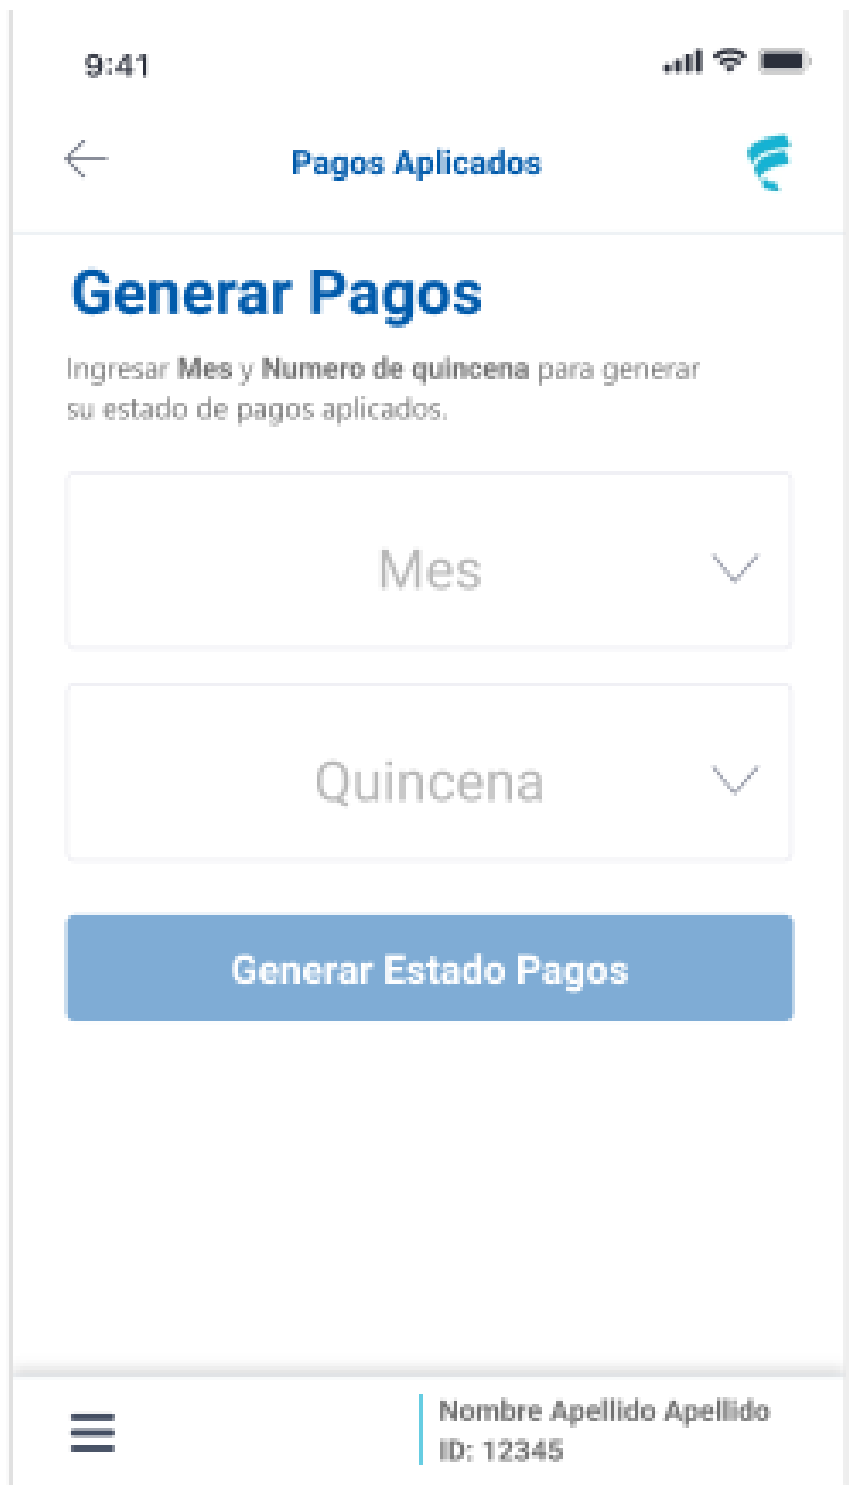 9:41
Pagos Aplicados
Generar Pagos
Ingresar Mes y Numero de quincena para generar
su estado de pagos aplicados.
Mes
Quincena
Generar Estado Pagos
Nombre Apellido Apellido
ID: 12345